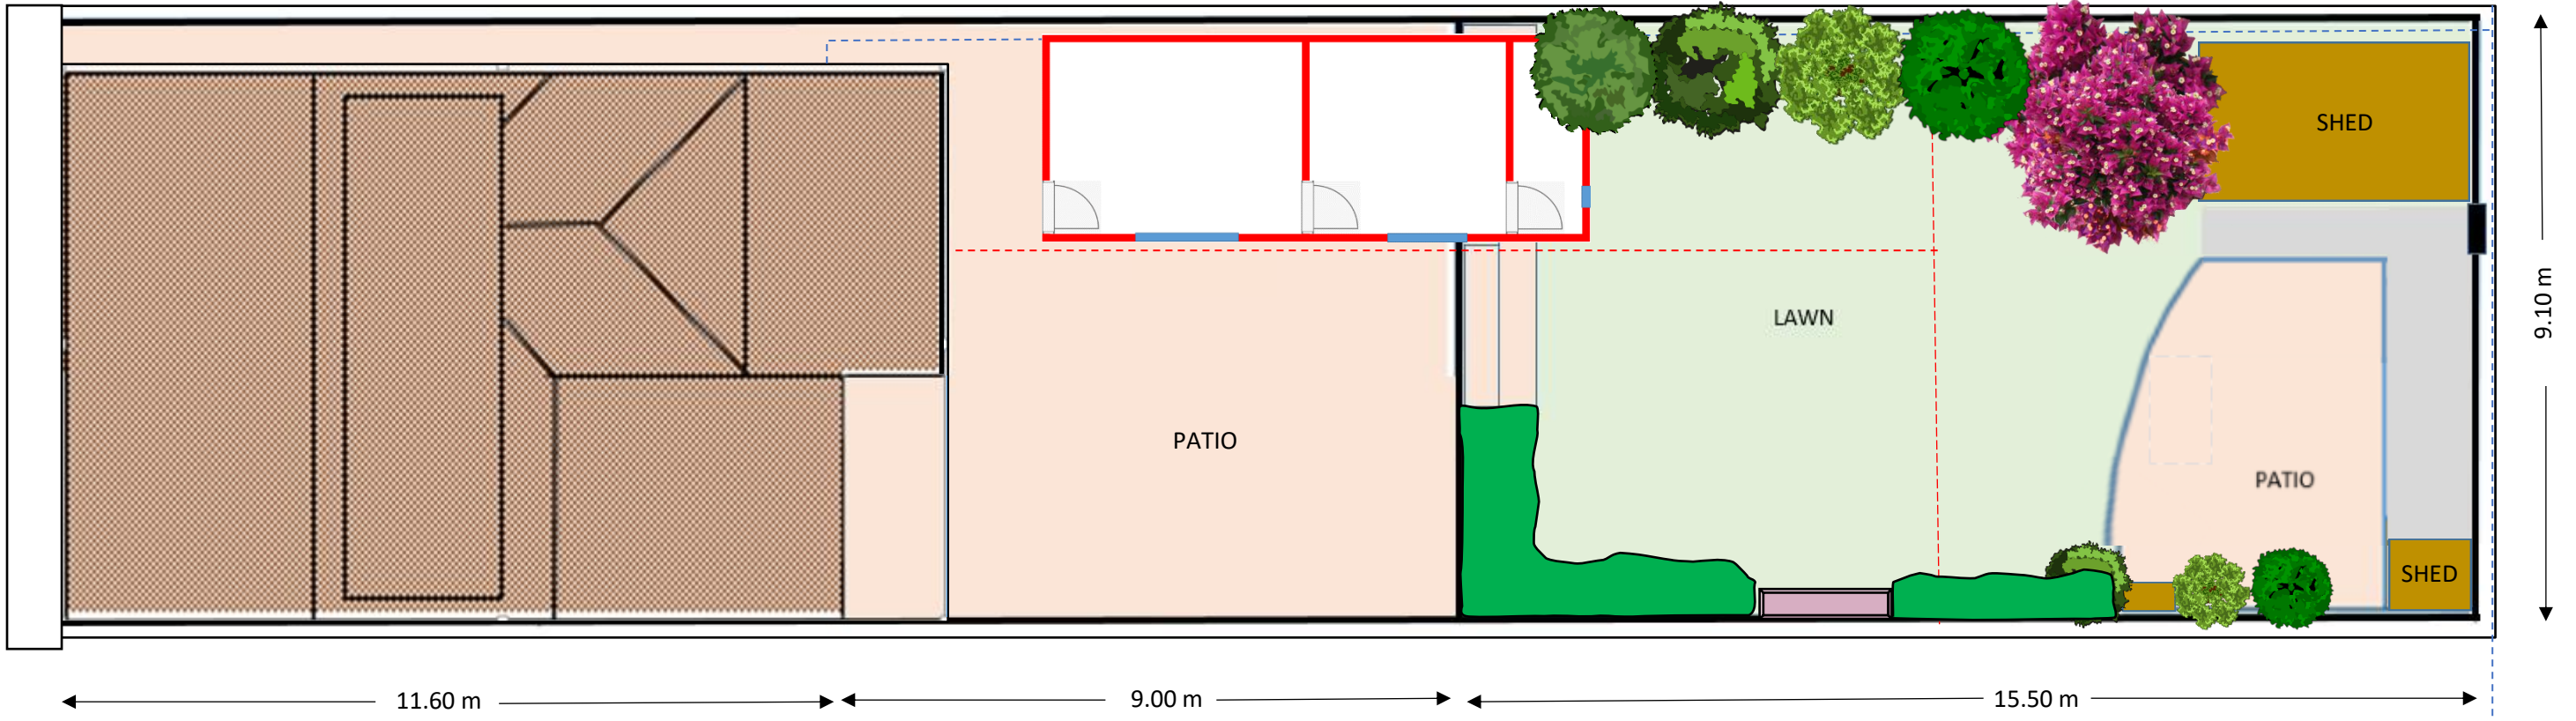 SHED
9.10 m
LAWN
PATIO
PATIO
SHED
11.60 m
9.00 m
15.50 m